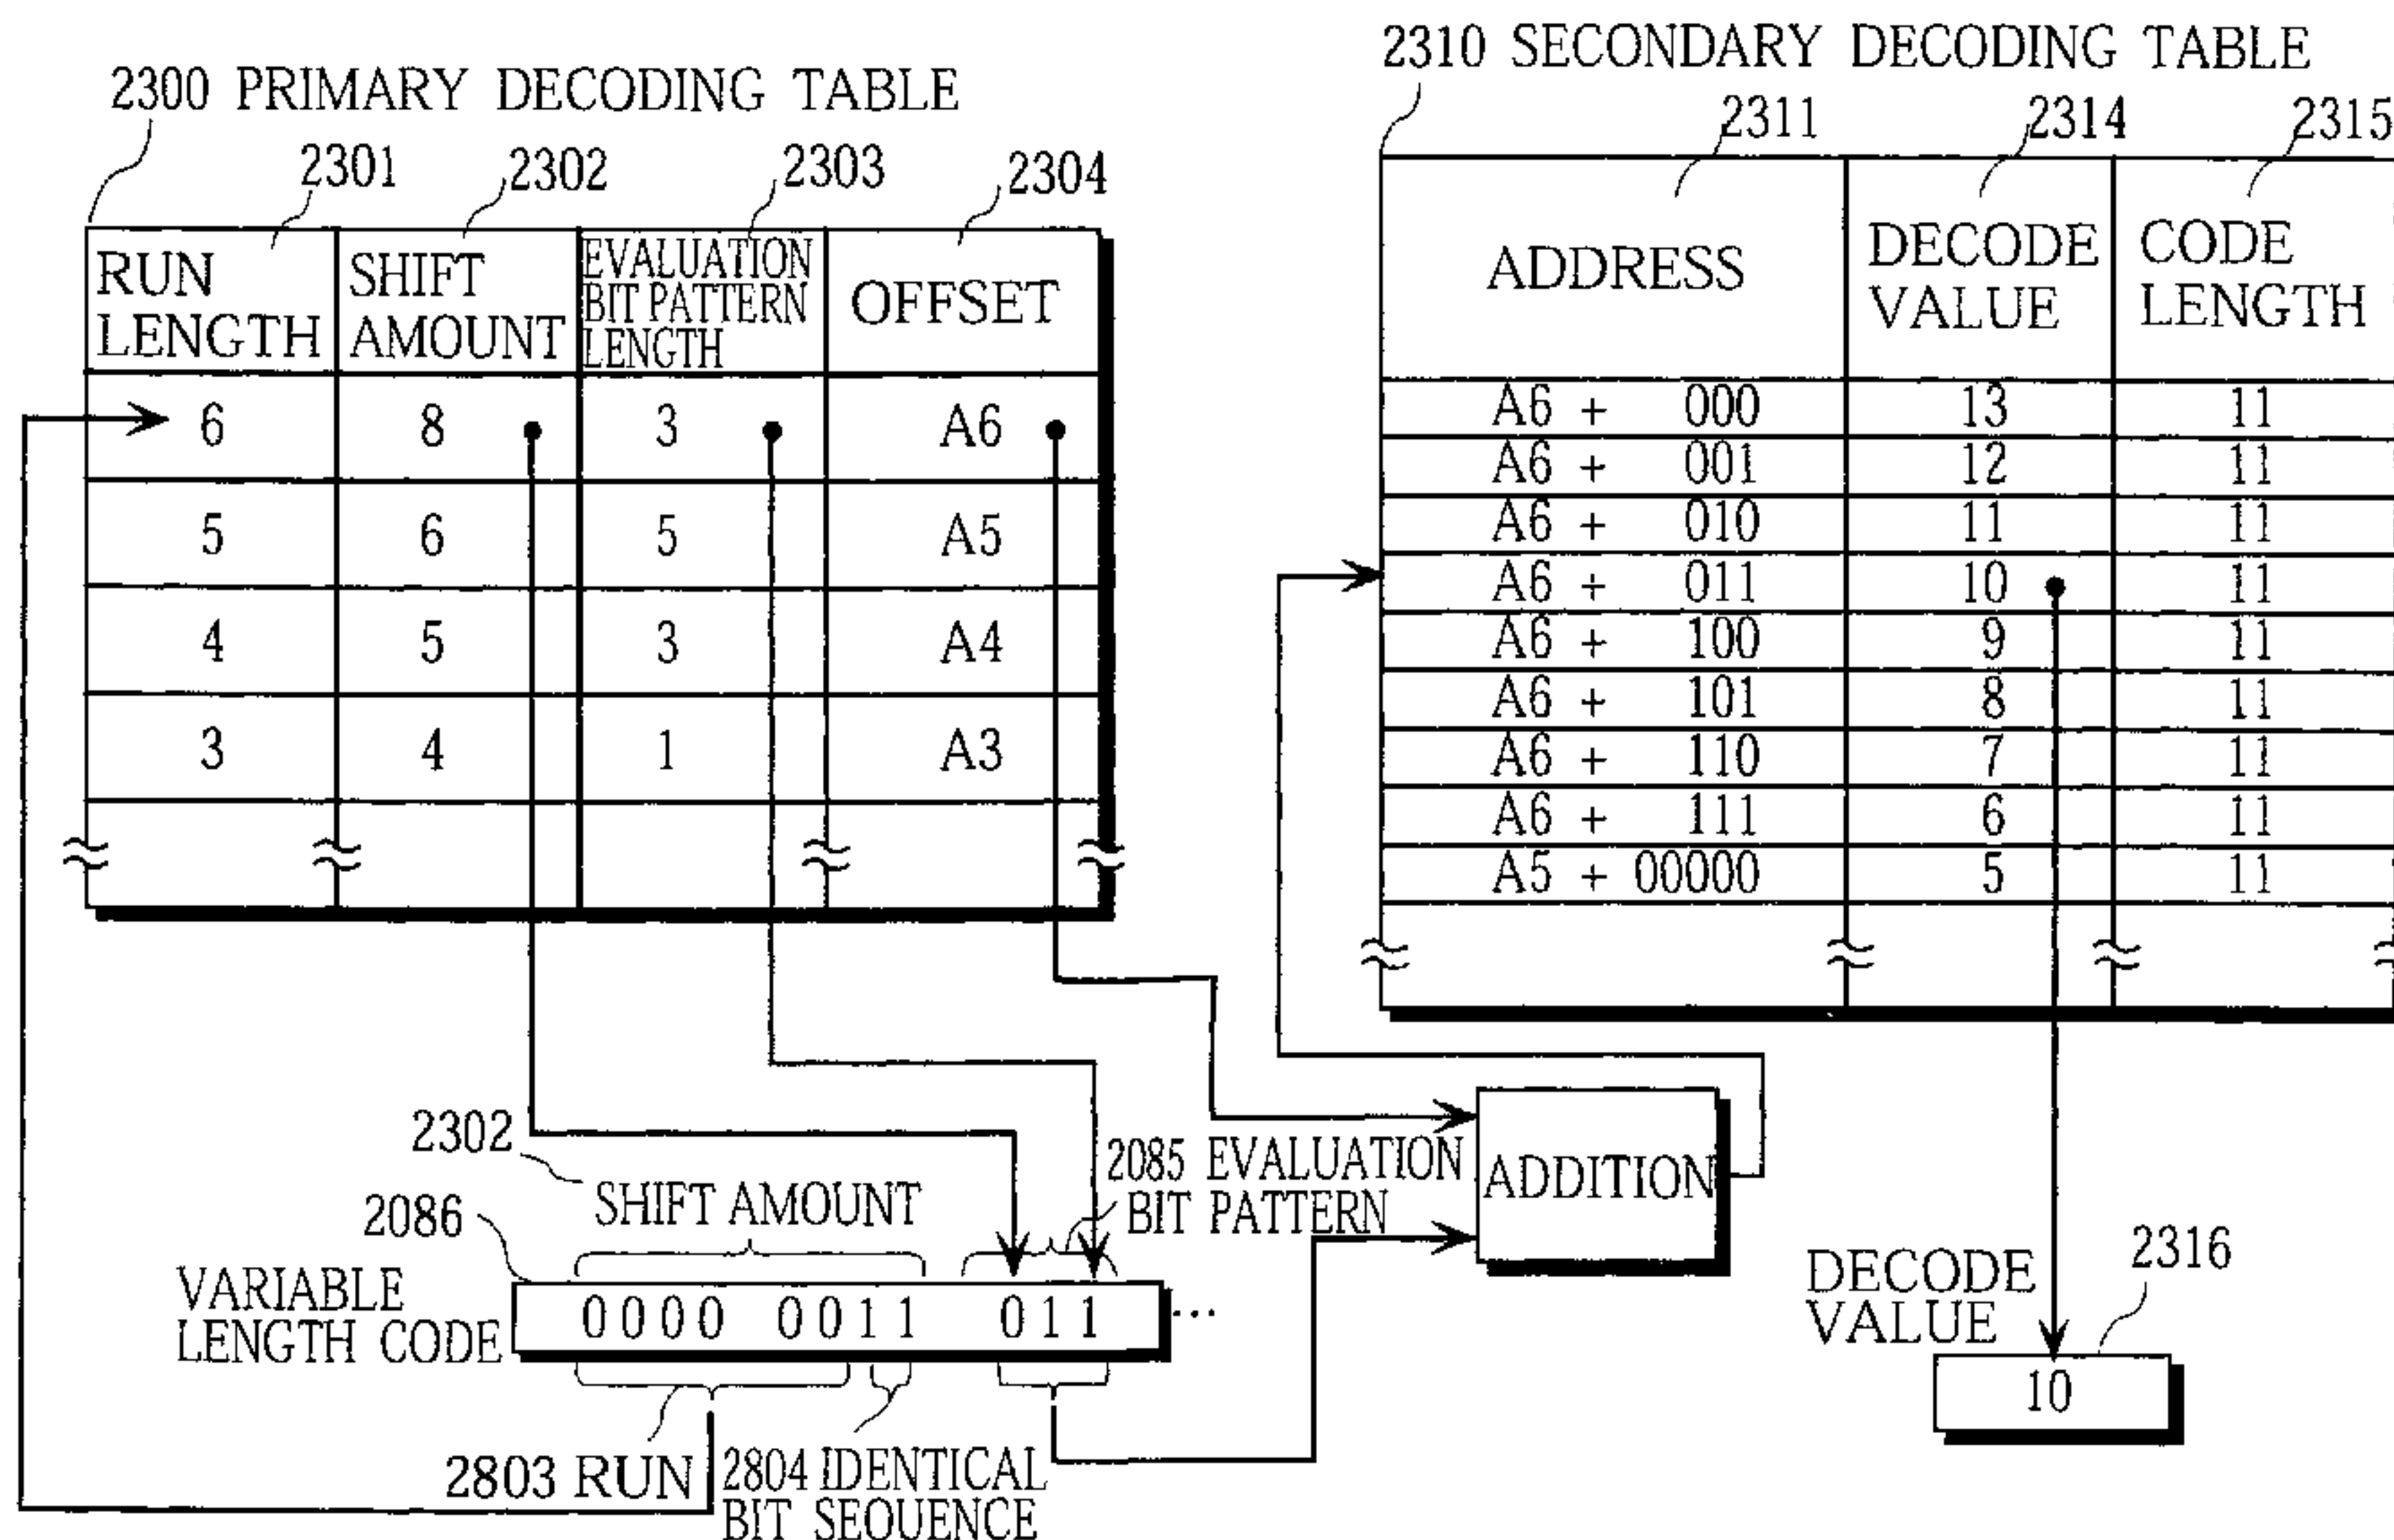 2300 PRIMARY DECODING TABLE
2301 2302 2303 2304
RUN LENGTH
SHIFT AMOUNT
EVALUATION BIT PATTERN LENGTH
OFFSET
6 8 3 A6
5 6 5 A5
4 5 3 A4
3 4 1 A3
2310 SECONDARY DECODING TABLE
2311 2314 2315
ADDRESS
DECODE VALUE
CODE LENGTH
A6 + 000 13 11
A6 + 001 12 11
A6 + 010 11 11
A6 + 011 10 11
A6 + 100 9 11
A6 + 101 8 11
A6 + 110 7 11
A6 + 111 6 11
A5 + 00000 5 11
2302
SHIFT AMOUNT
2085 EVALUATION
BIT PATTERN
ADDITION
2086
VARIABLE
LENGTH CODE
0000 0011 011 ...
2803 RUN
2804 IDENTICAL
BIT SEQUENCE
DECODE
VALUE
2316
10